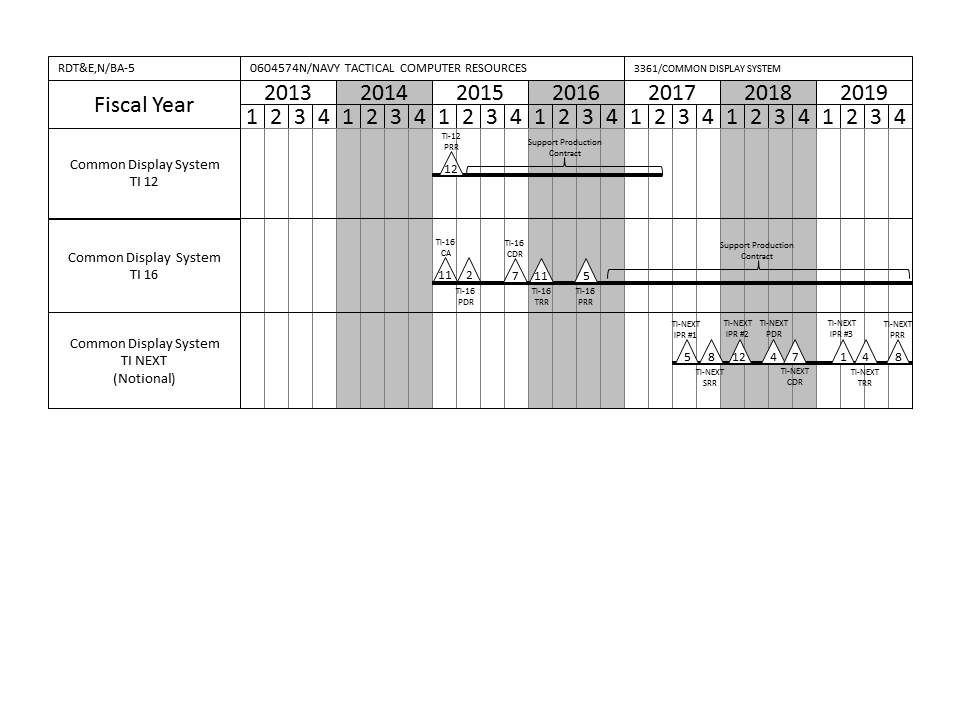 RDT&E,N/BA-5 0604574N/NAVY TACTICAL COMPUTER RESOURCES 3361/COMMON DISPLAY SYSTEM
Fiscal Year
2013 2014 2015 2016 2017 2018 2019
1 2 3 4 1 2 3 4 1 2 3 4 1 2 3 4 1 2 3 4 1 2 3 4 1 2 3 4
Common Display System
TI 12
TI-12
PRR
12
Support Production
Contract
Common Display System
TI 16
TI-16
CA
TI-16
CDR
Support Production
Contract
11 2 7 11 5
TI-16
PDR
TI-16
TRR
TI-16
PRR
Common Display System
TI NEXT
(Notional)
TI-NEXT
IPR #1
TI-NEXT
IPR #2
TI-NEXT
PDR
TI-NEXT
IPR #3
TI-NEXT
PRR
5 8 12 4 7 1 4 8
TI-NEXT
SRR
TI-NEXT
CDR
TI-NEXT
TRR